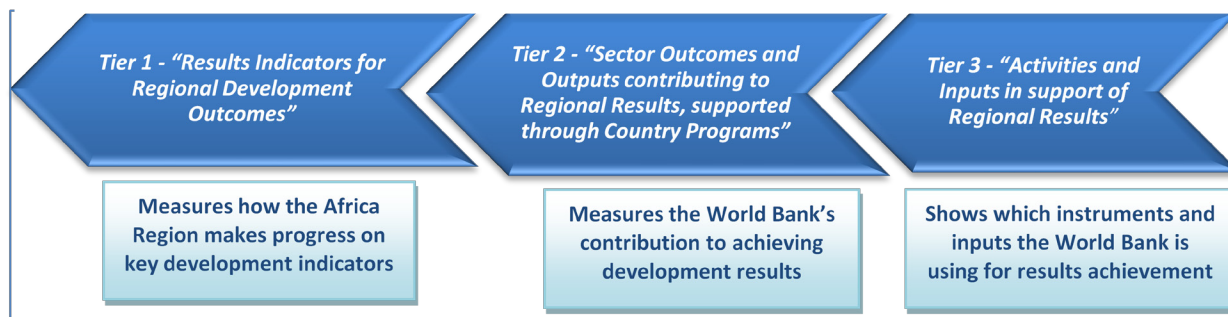 Tier 1 - “Results Indicators for
Regional Development
Outcomes”
Tier 2 - “Sector Outcomes and
Outputs contributing to
Regional Results, supported
through Country Programs”
Tier 3 - “Activities and
Inputs in support of
Regional Results”
Measures how the Africa
Region makes progress on
key development indicators
Measures the World Bank’s
contribution to achieving
development results
Shows which instruments and
inputs the World Bank is
using for results achievement